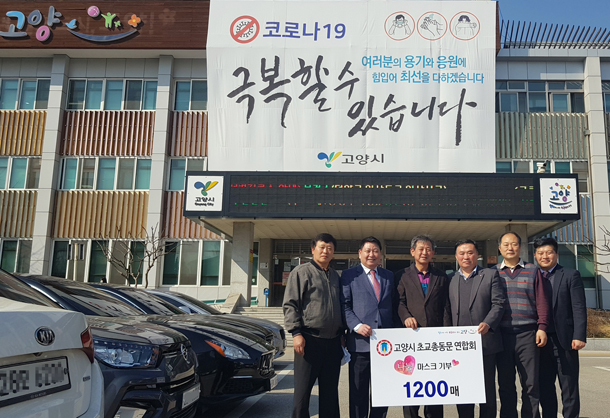 고양
코로나19
여러분의 용기와 응원에
힘입어 최선을 다하겠습니다
극복할 수
있습니다
고양시
고양시
Goyang City
고양
고양시 초교총동문 연합회
나눔 마스크 기부
1200매